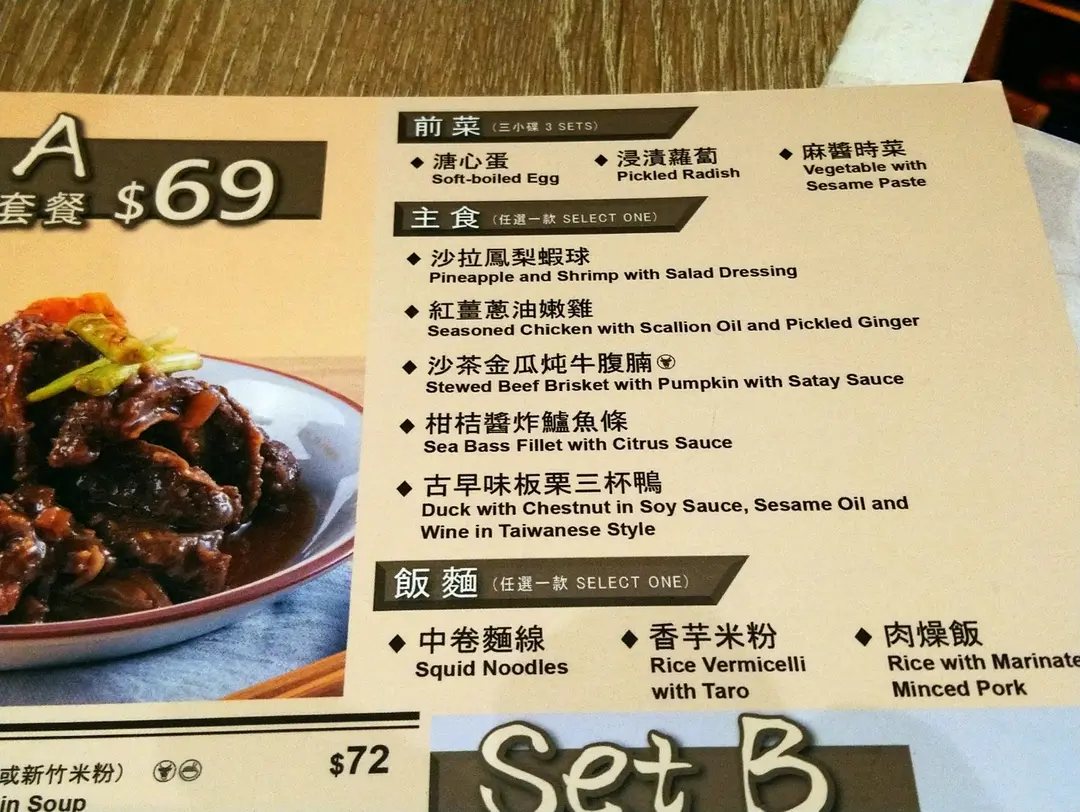 A
套餐 $69
前菜 (三小碟 3 SETS)
◆ 溏心蛋
Soft-boiled Egg
◆ 浸漬蘿蔔
Pickled Radish
◆ 麻醬時菜
Vegetable with
Sesame Paste
主食 (任選一款 SELECT ONE)
◆ 沙拉鳳梨蝦球
Pineapple and Shrimp with Salad Dressing
◆ 紅薑蔥油嫩雞
Seasoned Chicken with Scallion Oil and Pickled Ginger
◆ 沙茶金瓜炖牛腹腩
Stewed Beef Brisket with Pumpkin with Satay Sauce
◆ 柑桔醬炸鱸魚條
Sea Bass Fillet with Citrus Sauce
◆ 古早味板栗三杯鴨
Duck with Chestnut in Soy Sauce, Sesame Oil and
Wine in Taiwanese Style
飯麵 (任選一款 SELECT ONE)
◆ 中卷麵線
Squid Noodles
◆ 香芋米粉
Rice Vermicelli
with Taro
◆ 肉燥飯
Rice with Marinate
Minced Pork
或新竹米粉) $72
in Soup
Set B